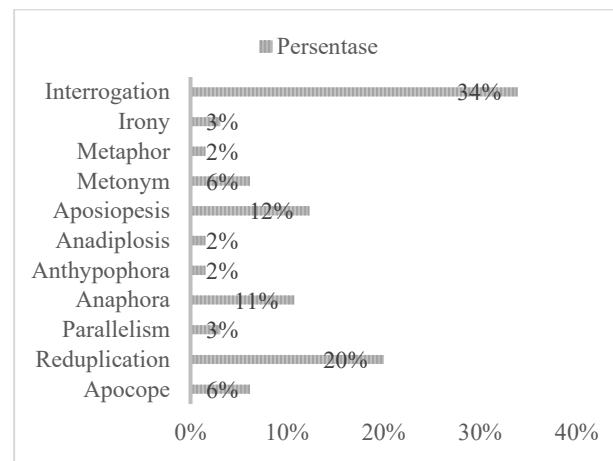 Persentase
Interrogation 34%
Irony 3%
Metaphor 2%
Metonym 6%
Aposiopesis 12%
Anadiplosis 2%
Anthypophora 2%
Anaphora 11%
Parallelism 3%
Reduplication 20%
Apocope 6%
0% 10% 20% 30% 40%